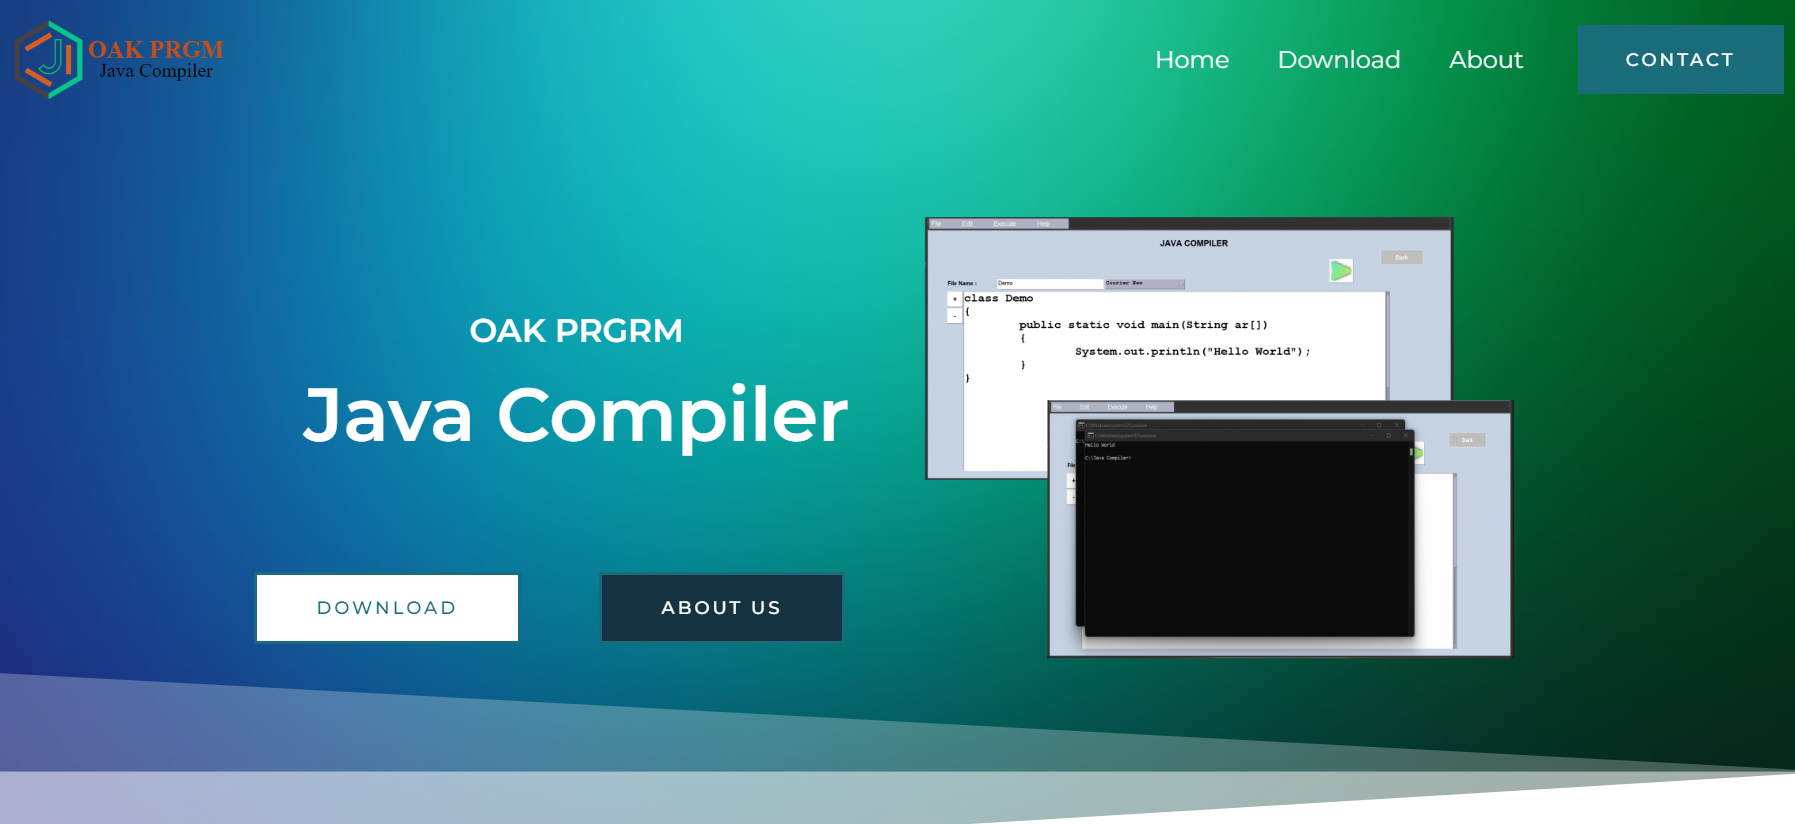 OAK PRGM
Java Compiler
Home
Download
About
CONTACT
OAK PRGRM
Java Compiler
DOWNLOAD
ABOUT US
File
Edit
Execute
Help
JAVA COMPILER
Dark
File Name :
Demo
Courier New
+
-
class Demo
{
public static void main(String ar[])
{
System.out.println("Hello World");
}
}
File
Edit
Execute
Help
Dark
File
+
-
Hello World
C:\Java Compiler>